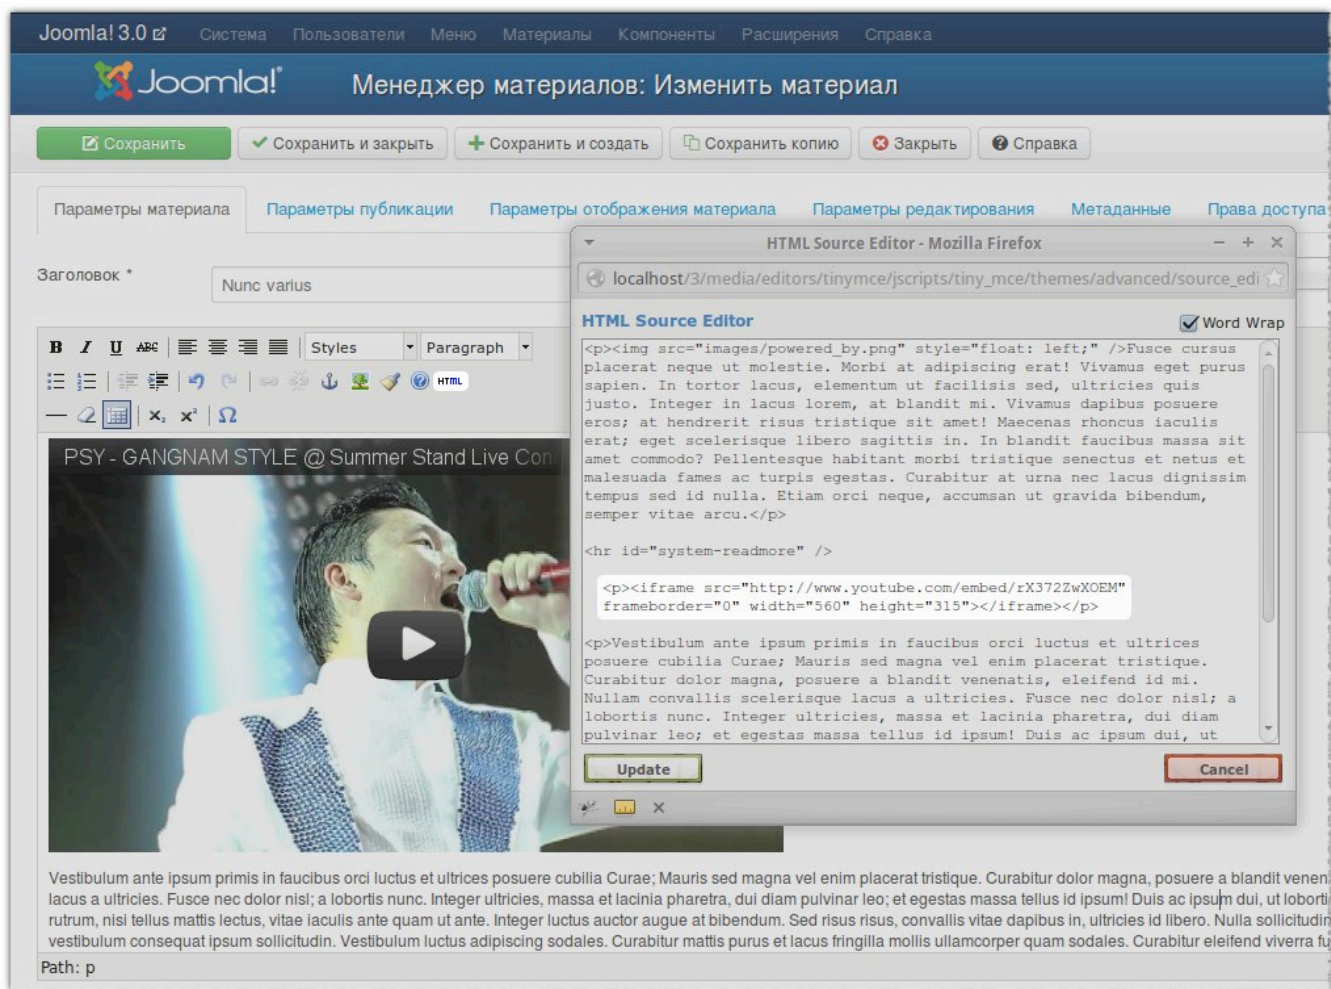 Joomla! 3.0 Система Пользователи Меню Материалы Компоненты Расширения Справка
Joomla!® Менеджер материалов: Изменить материал
Сохранить Сохранить и закрыть Сохранить и создать Сохранить копию Закрыть Справка
Параметры материала Параметры публикации Параметры отображения материала Параметры редактирования Метаданные Права доступа
Заголовок *
Nunc varius
B I U ABC Styles Paragraph
HTML
x₂ x² Ω
PSY - GANGNAM STYLE @ Summer Stand Live Con
HTML Source Editor - Mozilla Firefox
localhost/3/media/editors/tinymce/jscripts/tiny_mce/themes/advanced/source_edi
HTML Source Editor
Word Wrap
<p><img src="images/powered_by.png" style="float: left;" />Fusce cursus
placerat neque ut molestie. Morbi at adipiscing erat! Vivamus eget purus
sapien. In tortor lacus, elementum ut facilisis sed, ultricies quis
justo. Integer in lacus lorem, at blandit mi. Vivamus dapibus posuere
eros; at hendrerit risus tristique sit amet! Maecenas rhoncus iaculis
erat; eget scelerisque libero sagittis in. In blandit faucibus massa sit
amet commodo? Pellentesque habitant morbi tristique senectus et netus et
malesuada fames ac turpis egestas. Curabitur at urna nec lacus dignissim
tempus sed id nulla. Etiam orci neque, accumsan ut gravida bibendum,
semper vitae arcu.</p>
<hr id="system-readmore" />
<p><iframe src="http://www.youtube.com/embed/rX372ZwXOEM"
frameborder="0" width="560" height="315"></iframe></p>
<p>Vestibulum ante ipsum primis in faucibus orci luctus et ultrices
posuere cubilia Curae; Mauris sed magna vel enim placerat tristique.
Curabitur dolor magna, posuere a blandit venenatis, eleifend id mi.
Nullam convallis scelerisque lacus a ultricies. Fusce nec dolor nisl; a
lobortis nunc. Integer ultricies, massa et lacinia pharetra, dui diam
pulvinar leo; et egestas massa tellus id ipsum! Duis ac ipsum dui, ut
Update Cancel
Vestibulum ante ipsum primis in faucibus orci luctus et ultrices posuere cubilia Curae; Mauris sed magna vel enim placerat tristique. Curabitur dolor magna, posuere a blandit venen
lacus a ultricies. Fusce nec dolor nisl; a lobortis nunc. Integer ultricies, massa et lacinia pharetra, dui diam pulvinar leo; et egestas massa tellus id ipsum! Duis ac ipsum dui, ut loborti
rutrum, nisi tellus mattis lectus, vitae iaculis ante quam ut ante. Integer luctus auctor augue at bibendum. Sed risus risus, convallis vitae dapibus in, ultricies id libero. Nulla sollicitudin
vestibulum consequat ipsum sollicitudin. Vestibulum luctus adipiscing sodales. Curabitur mattis purus et lacus fringilla mollis ullamcorper quam sodales. Curabitur eleifend viverra fu
Path: p